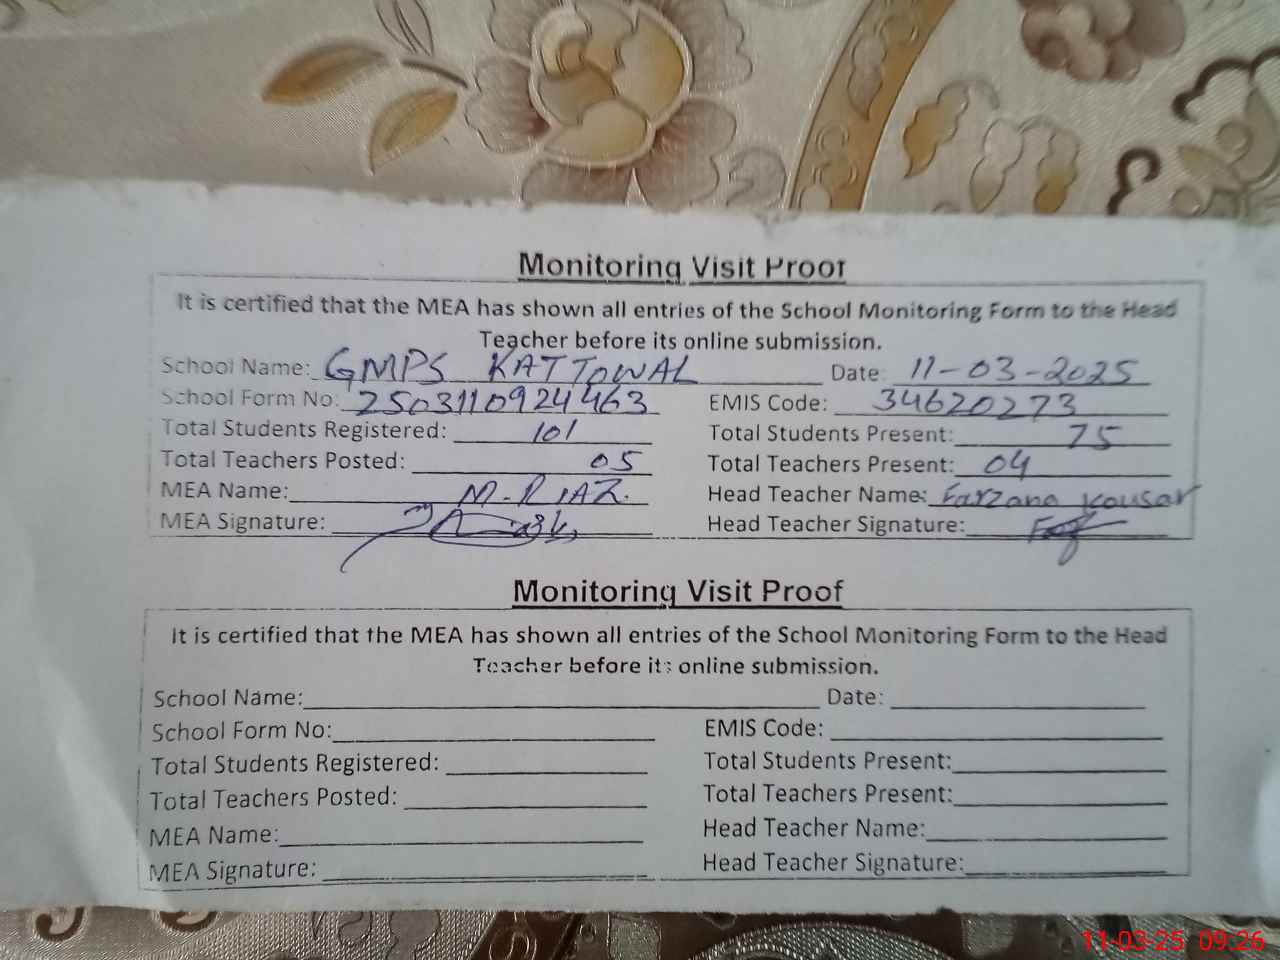 Monitoring Visit Proof
It is certified that the MEA has shown all entries of the School Monitoring Form to the Head
Teacher before its online submission.
School Name: GMPS KATTOWAL Date: 11-03-2025
School Form No: 2503110924463 EMIS Code: 34620273
Total Students Registered: 101 Total Students Present: 75
Total Teachers Posted: 05 Total Teachers Present: 04
MEA Name: M-RIAZ. Head Teacher Name: Farzana Kousar
MEA Signature: Head Teacher Signature:
Monitoring Visit Proof
It is certified that the MEA has shown all entries of the School Monitoring Form to the Head
Teacher before its online submission.
School Name: Date:
School Form No: EMIS Code:
Total Students Registered: Total Students Present:
Total Teachers Posted: Total Teachers Present:
MEA Name: Head Teacher Name:
MEA Signature: Head Teacher Signature:
11-03-25 09:26